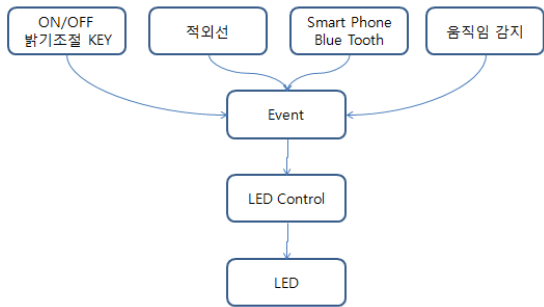 ON/OFF
밝기조절 KEY
적외선
Smart Phone
Blue Tooth
움직임 감지
Event
LED Control
LED